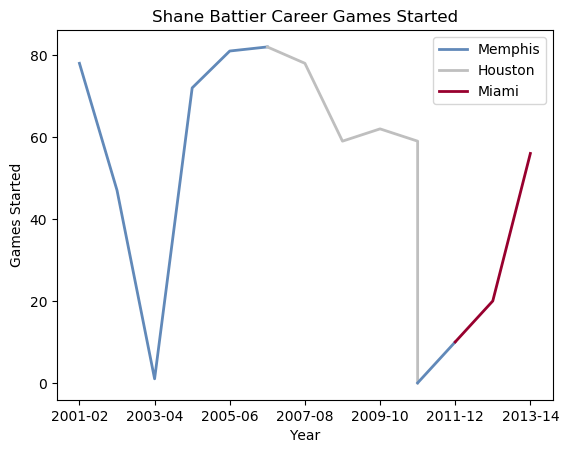 Shane Battier Career Games Started
Memphis
Houston
Miami
80
60
40
20
0
Games Started
2001-02 2003-04 2005-06 2007-08 2009-10 2011-12 2013-14
Year